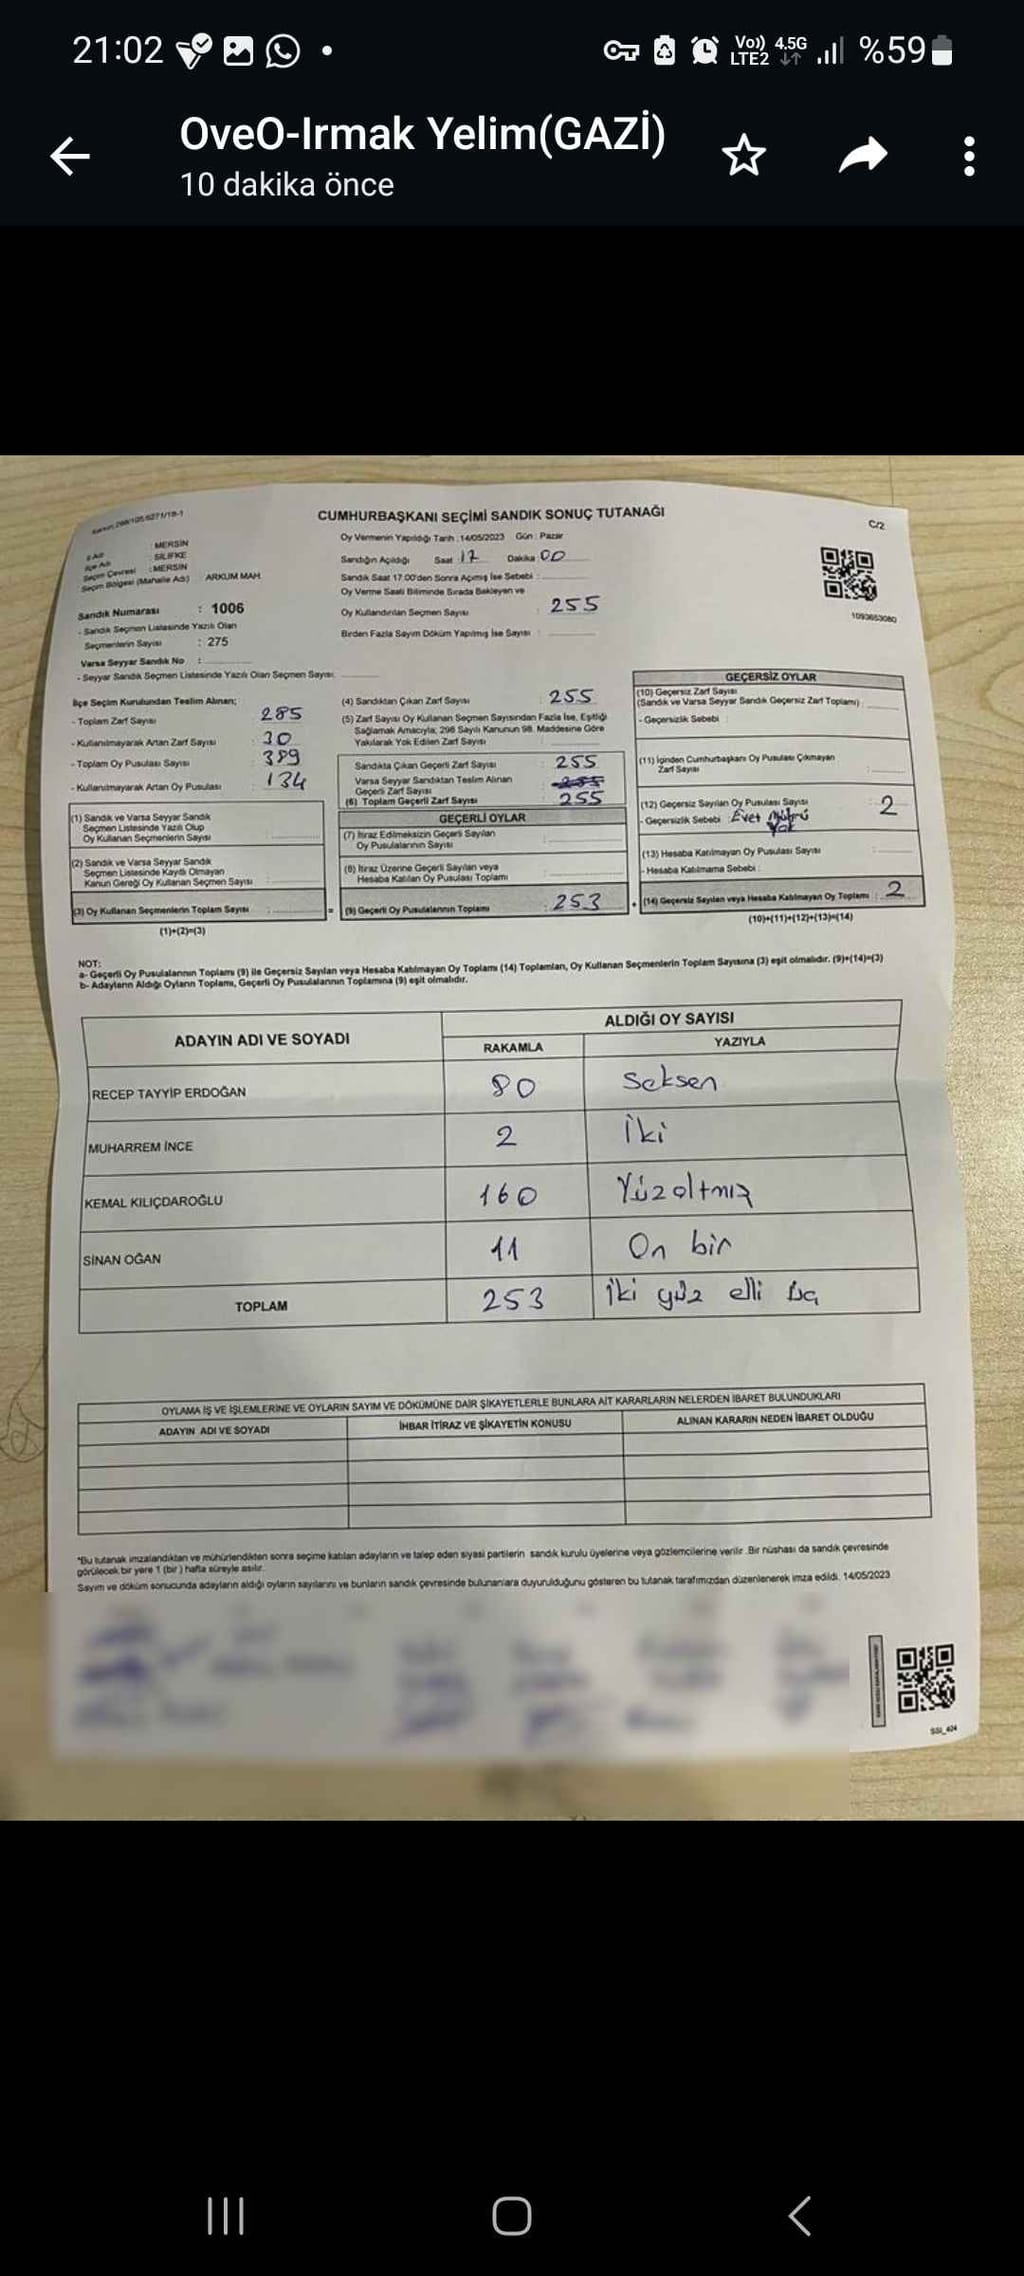 21:02
Vo)) LTE2 4.5G %59
OveO-Irmak Yelim(GAZİ)
10 dakika önce
CUMHURBAŞKANI SEÇİMİ SANDIK SONUÇ TUTANAĞI
C/2
MERSİN
SİLİFKE
Seçim Çevresi : MERSİN
Seçim Bölgesi (Mahalle Adı) ARKUM MAH.
Sandık Numarası : 1006
- Sandık Seçmen Listesinde Yazılı Olan
Seçmenlerin Sayısı : 275
Varsa Seyyar Sandık No :
- Seyyar Sandık Seçmen Listesinde Yazılı Olan Seçmen Sayısı
Oy Vermenin Yapıldığı Tarih : 14/05/2023 Gün : Pazar
Sandığın Açıldığı Saat 17 Dakika 00
Sandık Saat 17:00'den Sonra Açılmış İse Sebebi :
Oy Verme Saati Bitiminde Sırada Bekleyen ve
Oy Kullandırılan Seçmen Sayısı : 255
Birden Fazla Sayım Döküm Yapılmış İse Sayısı :
1093653080
İlçe Seçim Kurulundan Teslim Alınan;
- Toplam Zarf Sayısı : 285
- Kullanılmayarak Artan Zarf Sayısı : 30
- Toplam Oy Pusulası Sayısı : 389
- Kullanılmayarak Artan Oy Pusulası : 134
(1) Sandık ve Varsa Seyyar Sandık
Seçmen Listesinde Yazılı Olup
Oy Kullanan Seçmenlerin Sayısı
(2) Sandık ve Varsa Seyyar Sandık
Seçmen Listesinde Kayıtlı Olmayan
Kanun Gereği Oy Kullanan Seçmen Sayısı
(3) Oy Kullanan Seçmenlerin Toplam Sayısı :
(1)+(2)=(3)
(4) Sandıktan Çıkan Zarf Sayısı : 255
(5) Zarf Sayısı Oy Kullanan Seçmen Sayısından Fazla İse, Eşitliği
Sağlamak Amacıyla; 298 Sayılı Kanunun 98. Maddesine Göre
Yakılarak Yok Edilen Zarf Sayısı
Sandıkta Çıkan Geçerli Zarf Sayısı : 255
Varsa Seyyar Sandıktan Teslim Alınan
Geçerli Zarf Sayısı
(6) Toplam Geçerli Zarf Sayısı 255
GEÇERLİ OYLAR
(7) İtiraz Edilmeksizin Geçerli Sayılan
Oy Pusulalarının Sayısı
(8) İtiraz Üzerine Geçerli Sayılan veya
Hesaba Katılan Oy Pusulası Toplamı
= (9) Geçerli Oy Pusulalarının Toplamı : 253
GEÇERSİZ OYLAR
(10) Geçersiz Zarf Sayısı
(Sandık ve Varsa Seyyar Sandık Geçersiz Zarf Toplamı) :
- Geçersizlik Sebebi :
(11) İçinden Cumhurbaşkanı Oy Pusulası Çıkmayan
Zarf Sayısı
(12) Geçersiz Sayılan Oy Pusulası Sayısı : 2
- Geçersizlik Sebebi : Evet Mührü
Yok
(13) Hesaba Katılmayan Oy Pusulası Sayısı
- Hesaba Katılmama Sebebi :
+ (14) Geçersiz Sayılan veya Hesaba Katılmayan Oy Toplamı : 2
(10)+(11)+(12)+(13)=(14)
NOT:
a- Geçerli Oy Pusulalarının Toplamı (9) ile Geçersiz Sayılan veya Hesaba Katılmayan Oy Toplamı (14) Toplamları, Oy Kullanan Seçmenlerin Toplam Sayısına (3) eşit olmalıdır. (9)+(14)=(3)
b- Adayların Aldığı Oyların Toplamı, Geçerli Oy Pusulalarının Toplamına (9) eşit olmalıdır.
ADAYIN ADI VE SOYADI
ALDIĞI OY SAYISI
RAKAMLA YAZIYLA
RECEP TAYYİP ERDOĞAN 80 Seksen
MUHARREM İNCE 2 İki
KEMAL KILIÇDAROĞLU 160 Yüzaltmış
SİNAN OĞAN 11 On bir
TOPLAM 253 İki yüz elli üç
OYLAMA İŞ VE İŞLEMLERİNE VE OYLARIN SAYIM VE DÖKÜMÜNE DAİR ŞİKAYETLERLE BUNLARA AİT KARARLARIN NELERDEN İBARET BULUNDUKLARI
ADAYIN ADI VE SOYADI İHBAR İTİRAZ VE ŞİKAYETİN KONUSU ALINAN KARARIN NEDEN İBARET OLDUĞU
*Bu tutanak imzalandıktan ve mühürlendikten sonra seçime katılan adayların ve talep eden siyasi partilerin sandık kurulu üyelerine veya gözlemcilerine verilir. Bir nüshası da sandık çevresinde
görülecek bir yere 1 (bir) hafta süreyle asılır.
Sayım ve döküm sonucunda adayların aldığı oyların sayılarını ve bunların sandık çevresinde bulunanlara duyurulduğunu gösteren bu tutanak tarafımızdan düzenlenerek imza edildi. 14/05/2023
SSI_404